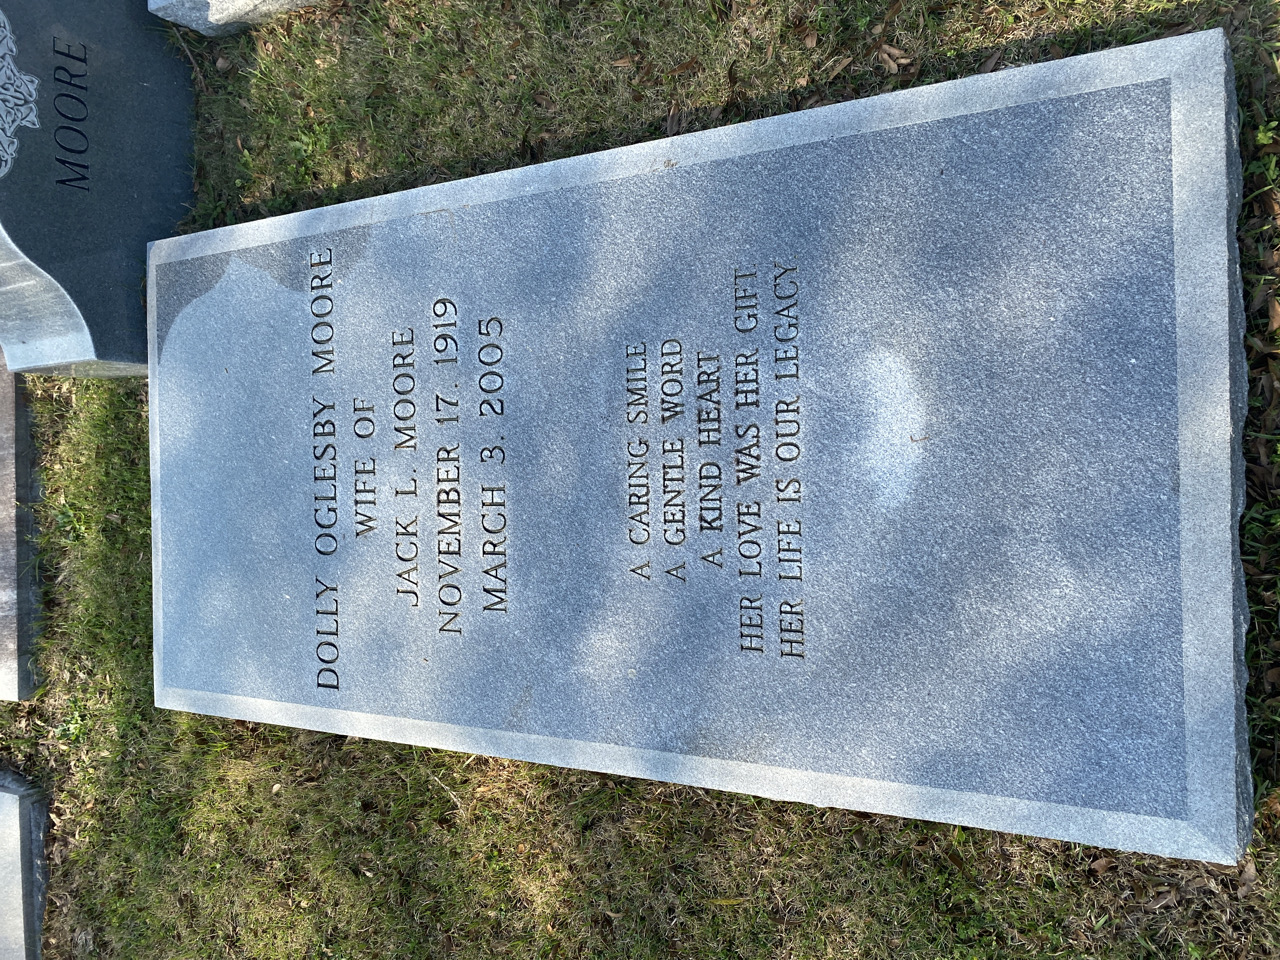 MOORE
DOLLY OGLESBY MOORE
WIFE OF
JACK L. MOORE
NOVEMBER 17. 1919
MARCH 3. 2005
A CARING SMILE
A GENTLE WORD
A KIND HEART
HER LOVE WAS HER GIFT
HER LIFE IS OUR LEGACY